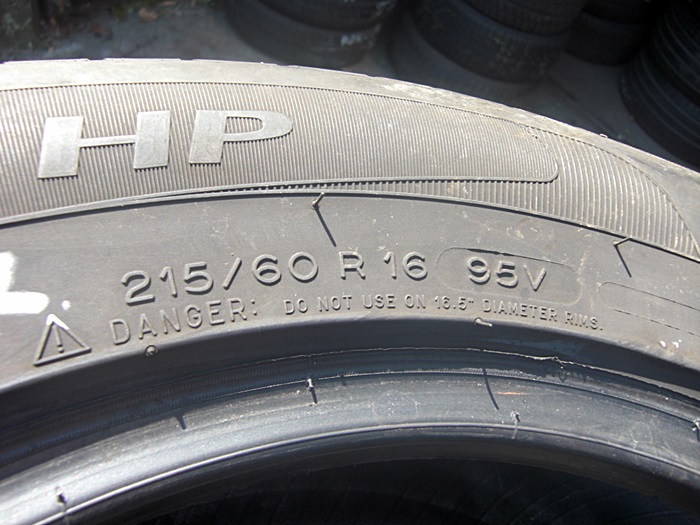 HP
215/60 R 16 95V
DANGER: DO NOT USE ON 16.5" DIAMETER RIMS.